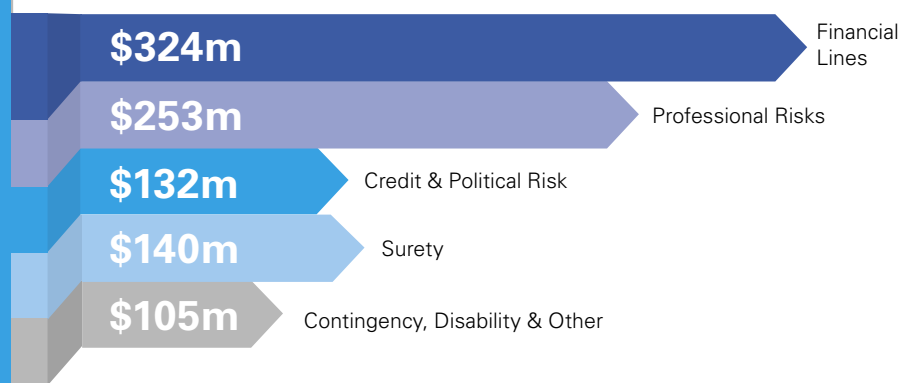 $324m
Financial
Lines
$253m
Professional Risks
$132m
Credit & Political Risk
$140m
Surety
$105m
Contingency, Disability & Other